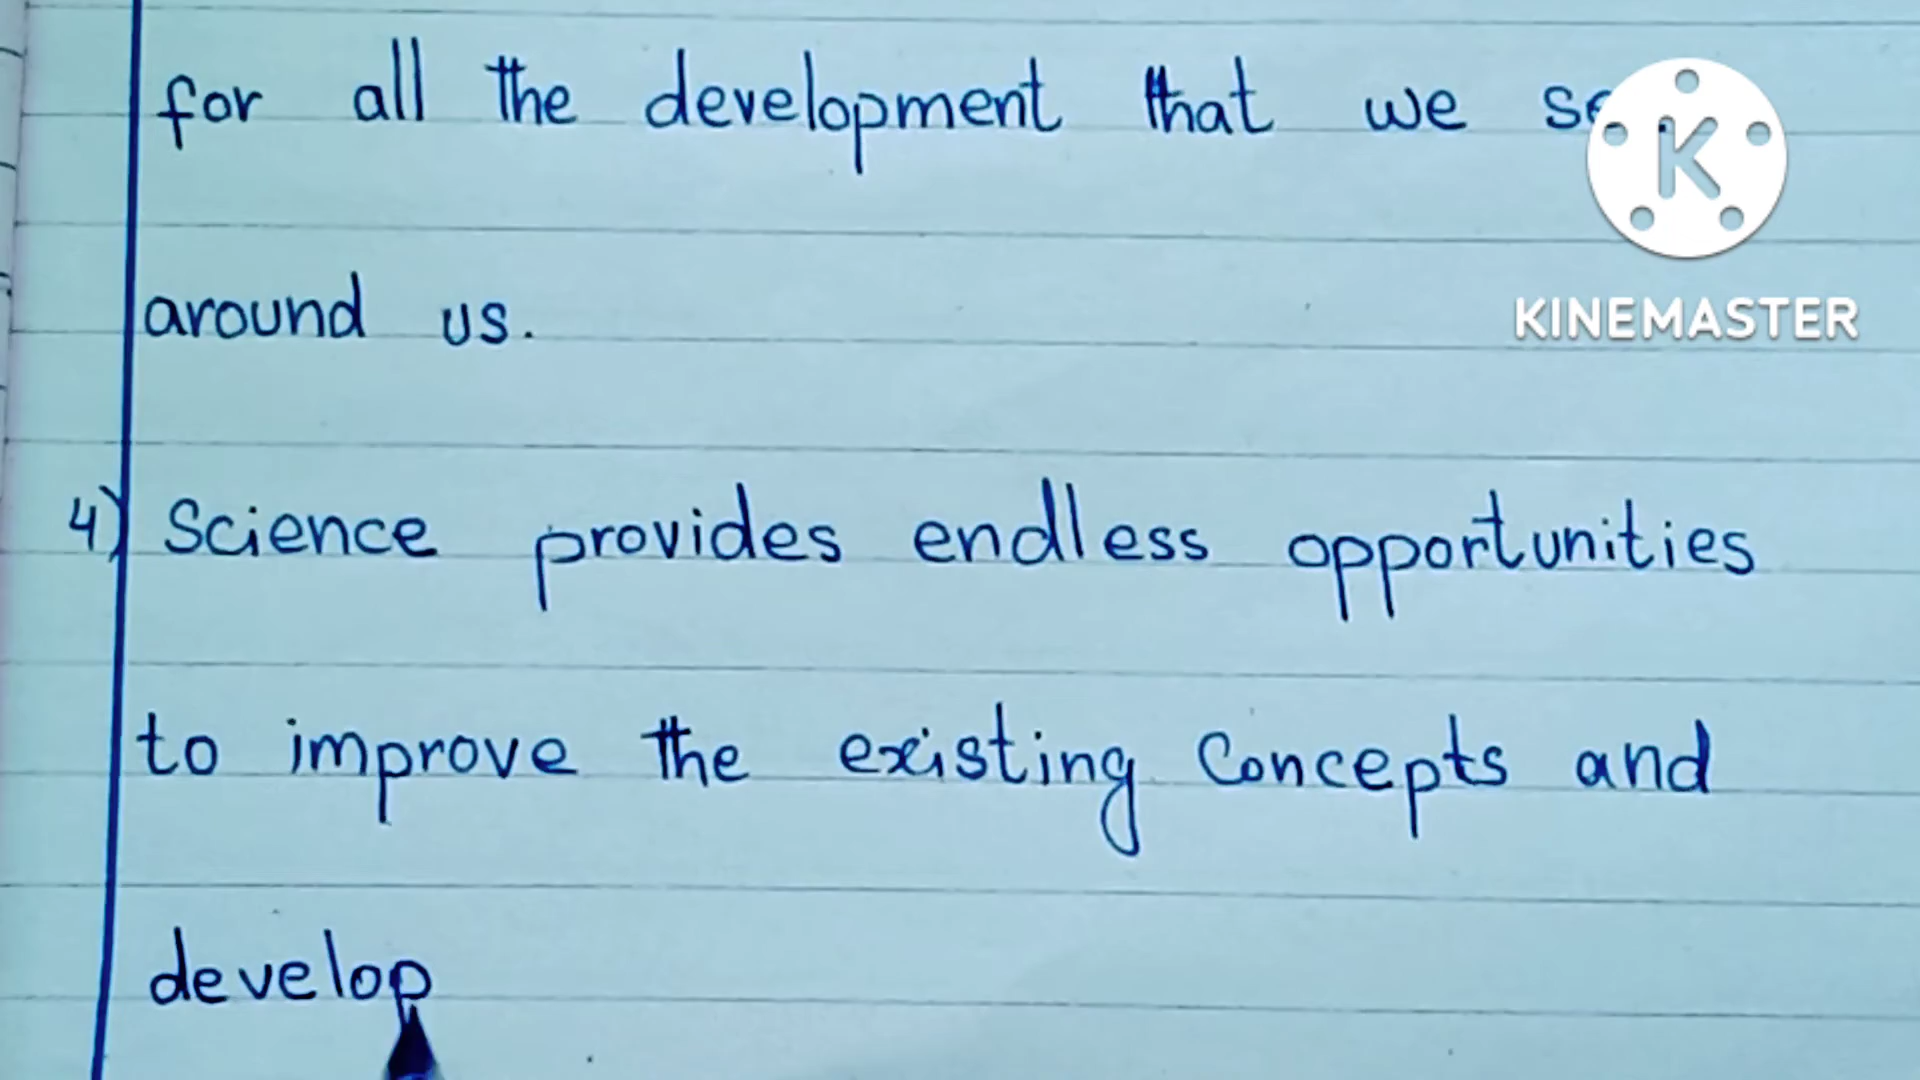 for all the development that we
around us.
4) Science provides endless opportunities
to improve the existing concepts and
develop
KINEMASTER